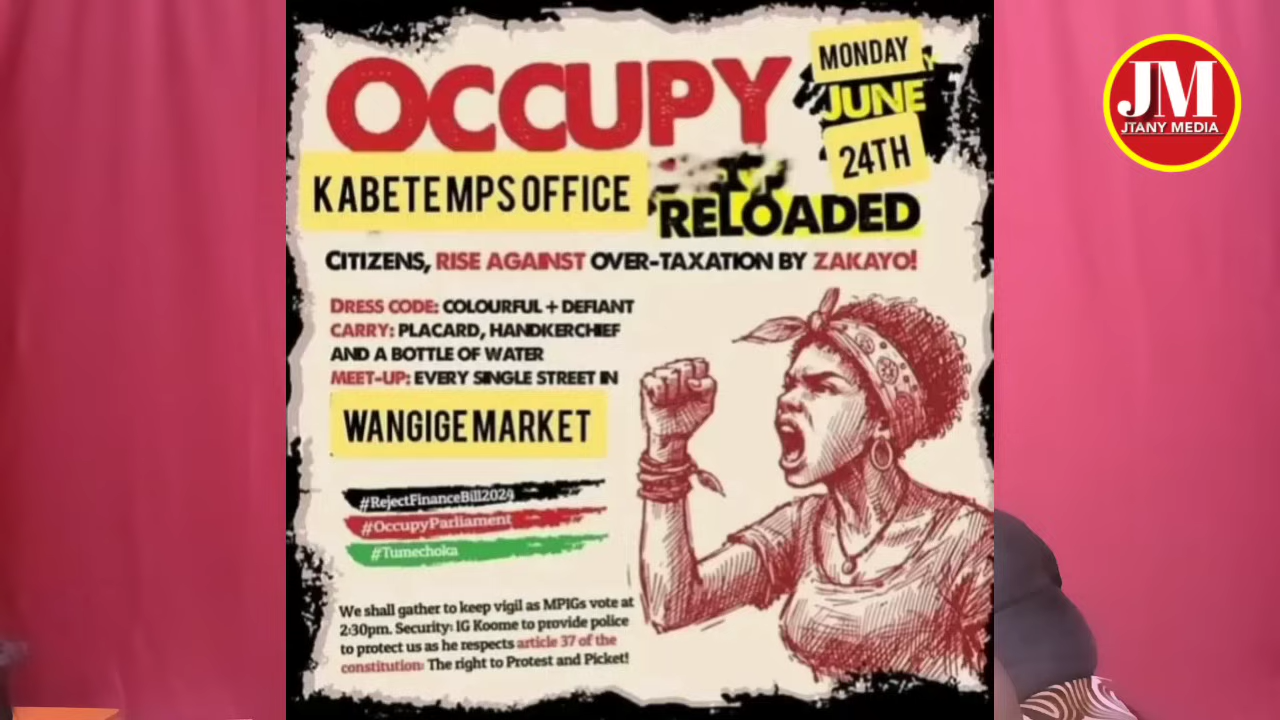 OCCUPY
MONDAY
JUNE
24TH
KABETE MPS OFFICE
RELOADED
CITIZENS, RISE AGAINST OVER-TAXATION BY ZAKAYO!
DRESS CODE: COLOURFUL + DEFIANT
CARRY: PLACARD, HANDKERCHIEF
AND A BOTTLE OF WATER
MEET-UP: EVERY SINGLE STREET IN
WANGIGE MARKET
#RejectFinanceBill2024
#OccupyParliament
#Tumechoka
We shall gather to keep vigil as MPIGs vote at
2:30pm. Security: IG Koome to provide police
to protect us as he respects article 37 of the
constitution: The right to Protest and Picket!
JM
JTANY MEDIA